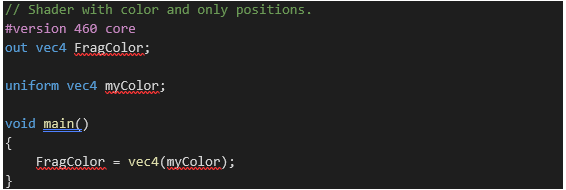 // Shader with color and only positions.
#version 460 core
out vec4 FragColor;
uniform vec4 myColor;
void main()
{
FragColor = vec4(myColor);
}